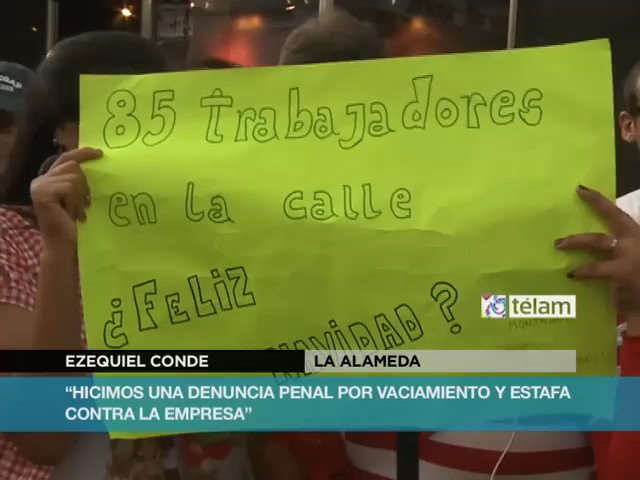 85 trabajadores
en la calle
¿FELIZ
NAVIDAD?
télam
EZEQUIEL CONDE
LA ALAMEDA
“HICIMOS UNA DENUNCIA PENAL POR VACIAMIENTO Y ESTAFA
CONTRA LA EMPRESA”